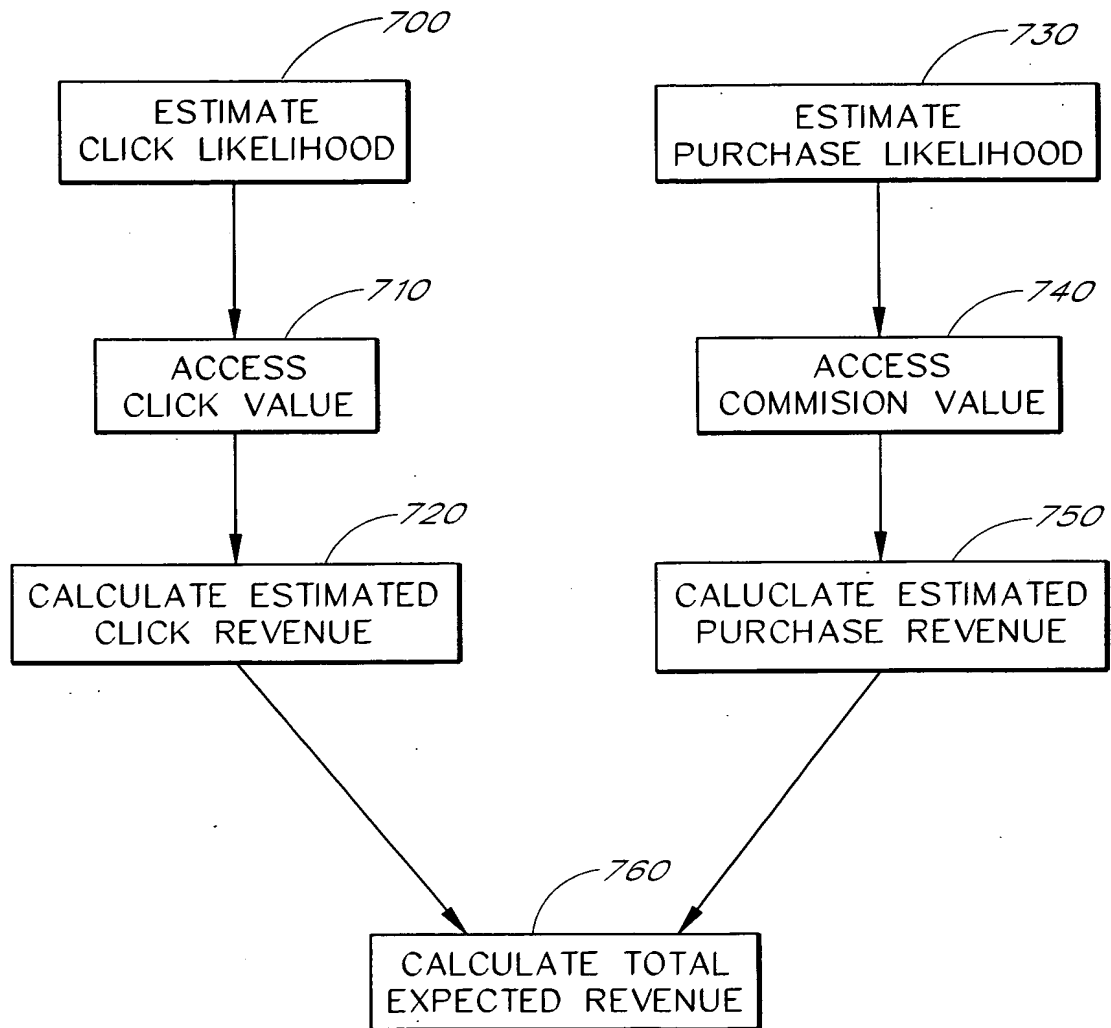 700
ESTIMATE
CLICK LIKELIHOOD
710
ACCESS
CLICK VALUE
720
CALCULATE ESTIMATED
CLICK REVENUE
730
ESTIMATE
PURCHASE LIKELIHOOD
740
ACCESS
COMMISION VALUE
750
CALUCLATE ESTIMATED
PURCHASE REVENUE
760
CALCULATE TOTAL
EXPECTED REVENUE